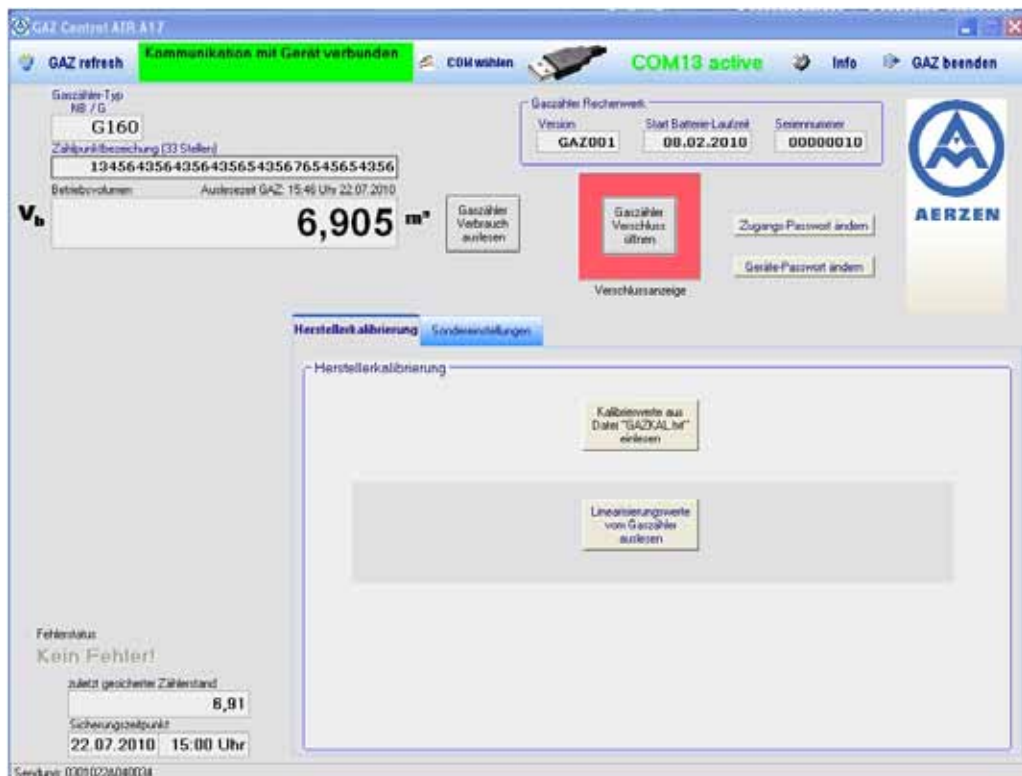 GAZ Control AIR A17
GAZ refresh
Kommunikation mit Gerät verbunden
COM wählen
COM13 active
Info
GAZ beenden
Gaszähler-Typ
NB / G
G160
Zählpunktbezeichung (33 Stellen)
134564356435643565435676545654356
Betriebsvolumen
Auslesezeit GAZ: 15:46 Uhr 22.07.2010
Vb
6,905 m³
Gaszähler
Verbrauch
auslesen
Gaszähler Rechenwerk
Version
Start Batterie-Laufzeit
Seriennummer
GAZ001
08.02.2010
00000010
Gaszähler
Verschluss
öffnen
Verschlussanzeige
Zugangs-Passwort ändern
Geräte-Passwort ändern
AERZEN
Herstellerkalibrierung
Sondereinstellungen
Herstellerkalibrierung
Kalibrierwerte aus
Datei "GAZKAL.txt"
einlesen
Linearisierungswerte
vom Gaszähler
auslesen
Fehlerstatus
Kein Fehler!
zuletzt gesicherter Zählerstand
6,91
Sicherungszeitpunkt
22.07.2010 15:00 Uhr